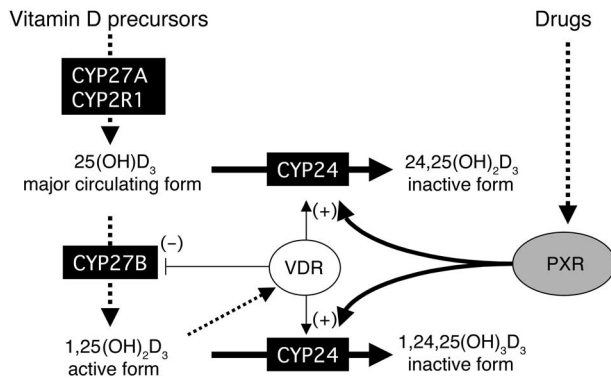 Vitamin D precursors
Drugs
CYP27A
CYP2R1
25(OH)D₃
major circulating form
CYP24
24,25(OH)₂D₃
inactive form
(+)
(−)
CYP27B
VDR
PXR
(+)
1,25(OH)₂D₃
active form
CYP24
1,24,25(OH)₃D₃
inactive form